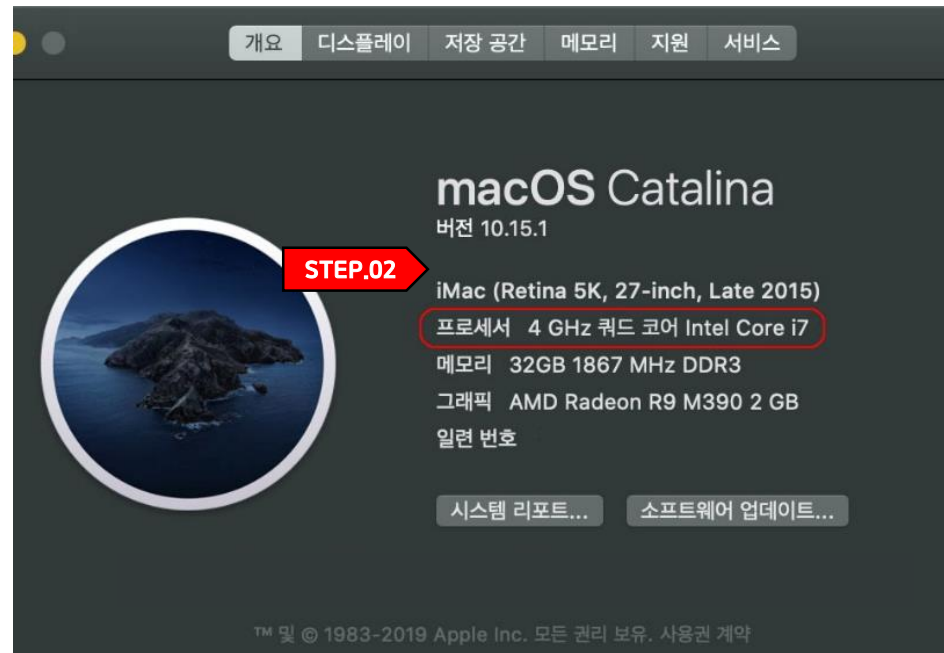 개요 디스플레이 저장 공간 메모리 지원 서비스
macOS Catalina
버전 10.15.1
STEP.02
iMac (Retina 5K, 27-inch, Late 2015)
프로세서 4 GHz 쿼드 코어 Intel Core i7
메모리 32GB 1867 MHz DDR3
그래픽 AMD Radeon R9 M390 2 GB
일련 번호
시스템 리포트... 소프트웨어 업데이트...
™ 및 © 1983-2019 Apple Inc. 모든 권리 보유. 사용권 계약